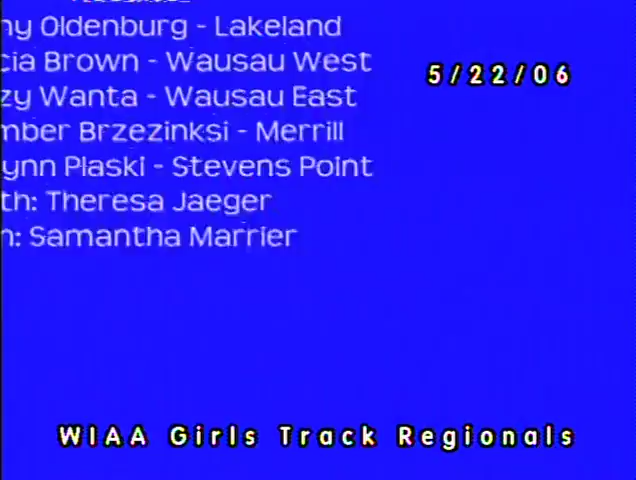 ny Oldenburg - Lakeland
cia Brown - Wausau West
zy Wanta - Wausau East
mber Brzezinksi - Merrill
ynn Plaski - Stevens Point
th: Theresa Jaeger
n: Samantha Marrier
5/22/06
WIAA Girls Track Regionals